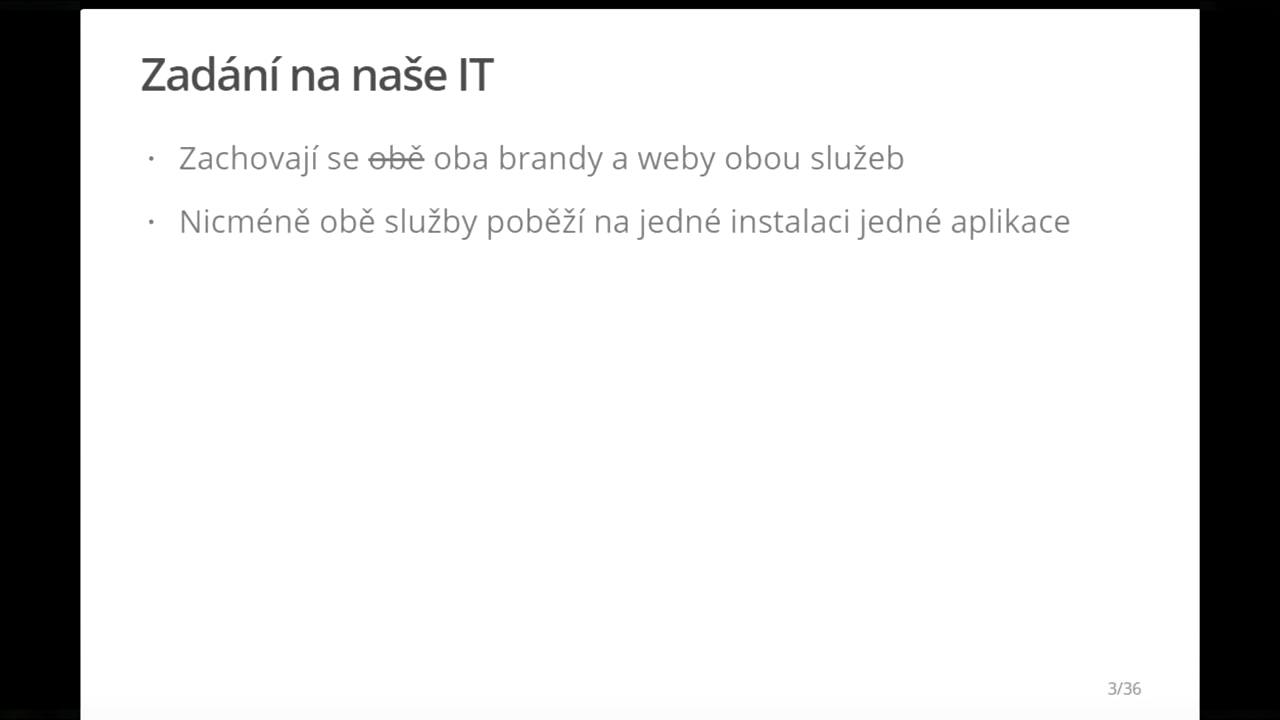 Zadání na naše IT
· Zachovají se obě oba brandy a weby obou služeb
· Nicméně obě služby poběží na jedné instalaci jedné aplikace
3/36